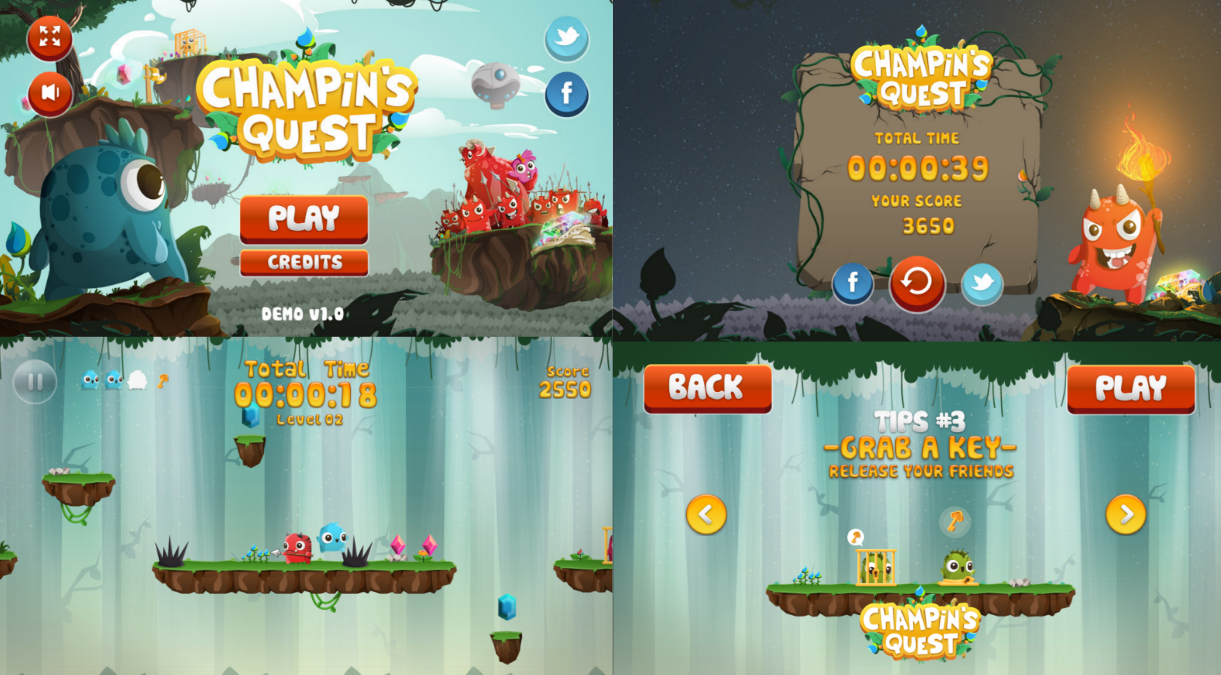 CHAMPiN'S
QUEST
PLAY
CREDITS
DEMO v1.0
CHAMPiN'S
QUEST
TOTAL TIME
00:00:39
YOUR SCORE
3650
Total Time
00:00:18
Level 02
Score
2550
BACK
PLAY
TIPS #3
-GRAB A KEY-
RELEASE YOUR FRIENDS
CHAMPiN'S
QUEST